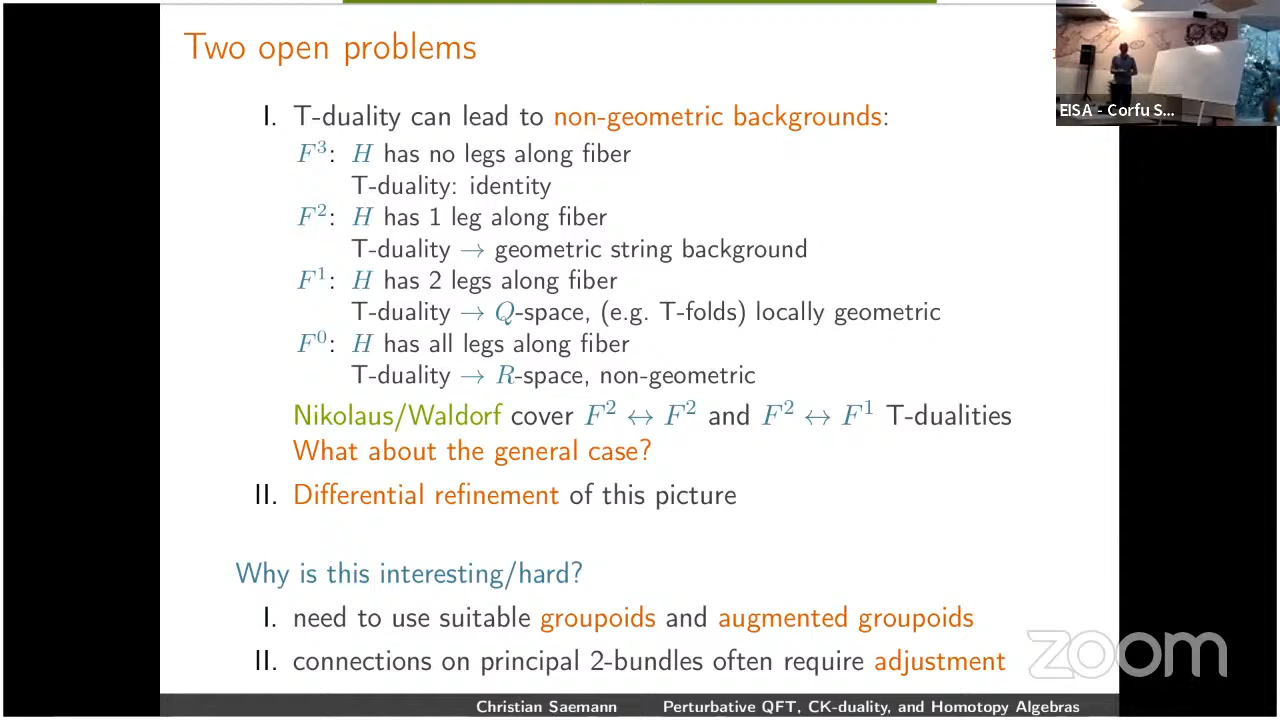 Two open problems
I. T-duality can lead to non-geometric backgrounds:
F³: H has no legs along fiber
T-duality: identity
F²: H has 1 leg along fiber
T-duality → geometric string background
F¹: H has 2 legs along fiber
T-duality → Q-space, (e.g. T-folds) locally geometric
F⁰: H has all legs along fiber
T-duality → R-space, non-geometric
Nikolaus/Waldorf cover F² ↔ F² and F² ↔ F¹ T-dualities
What about the general case?
II. Differential refinement of this picture
Why is this interesting/hard?
I. need to use suitable groupoids and augmented groupoids
II. connections on principal 2-bundles often require adjustment
Christian Saemann Perturbative QFT, CK-duality, and Homotopy Algebras
EISA - Corfu S...
zoom